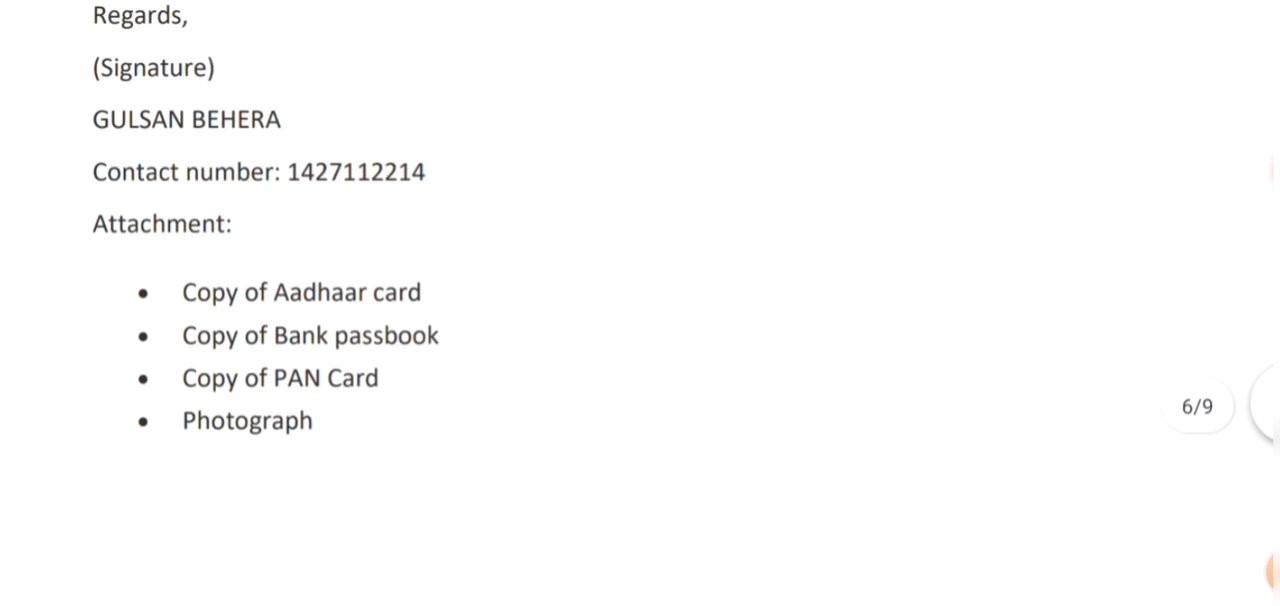 Regards,
(Signature)
GULSAN BEHERA
Contact number: 1427112214
Attachment:
• Copy of Aadhaar card
• Copy of Bank passbook
• Copy of PAN Card
• Photograph
6/9